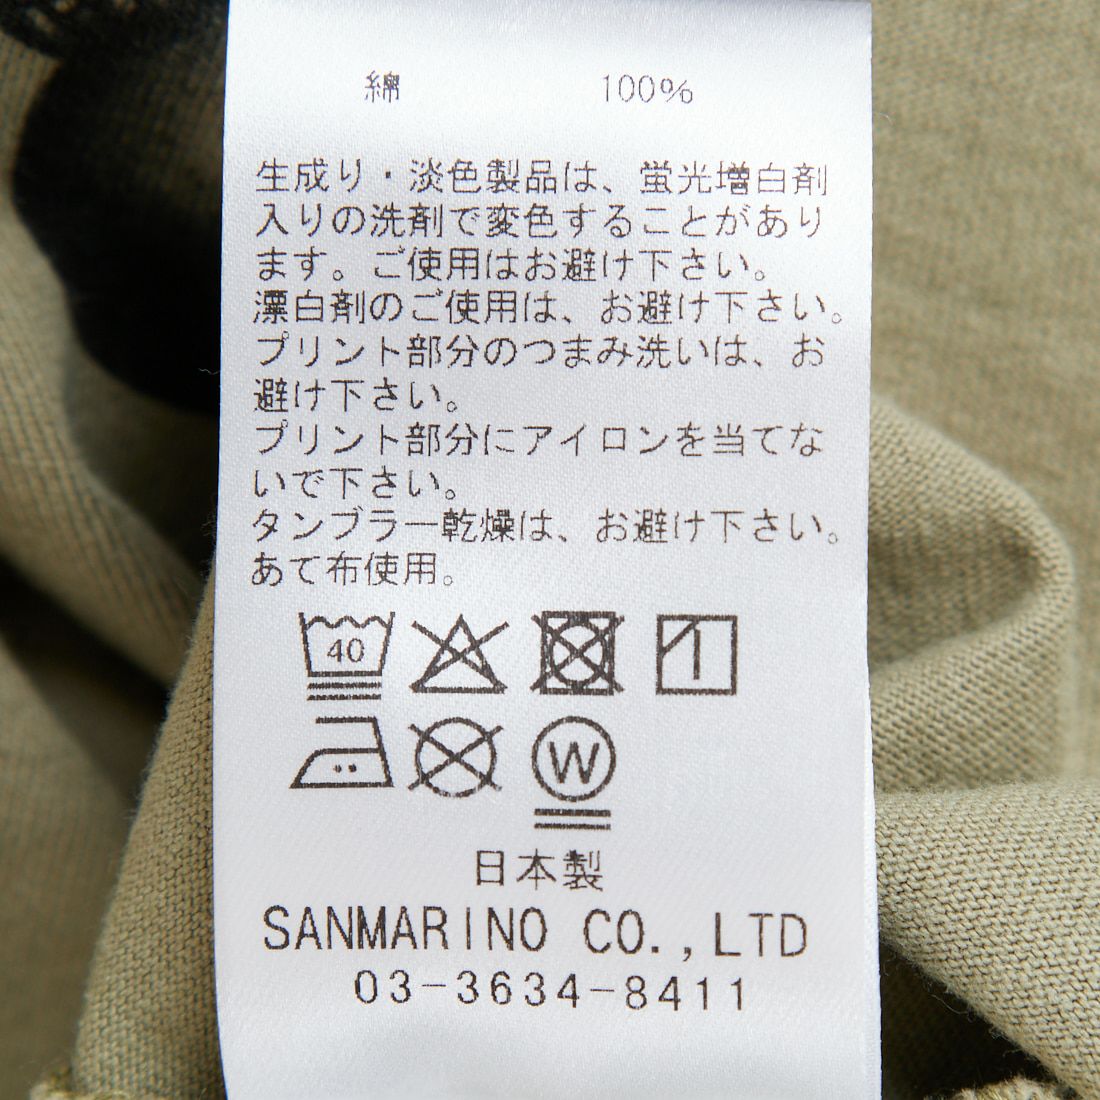 綿 100%
生成り・淡色製品は、蛍光増白剤
入りの洗剤で変色することがあり
ます。ご使用はお避け下さい。
漂白剤のご使用は、お避け下さい。
プリント部分のつまみ洗いは、お
避け下さい。
プリント部分にアイロンを当てな
いで下さい。
タンブラー乾燥は、お避け下さい。
あて布使用。
40
W
日本製
SANMARINO CO.,LTD
03-3634-8411